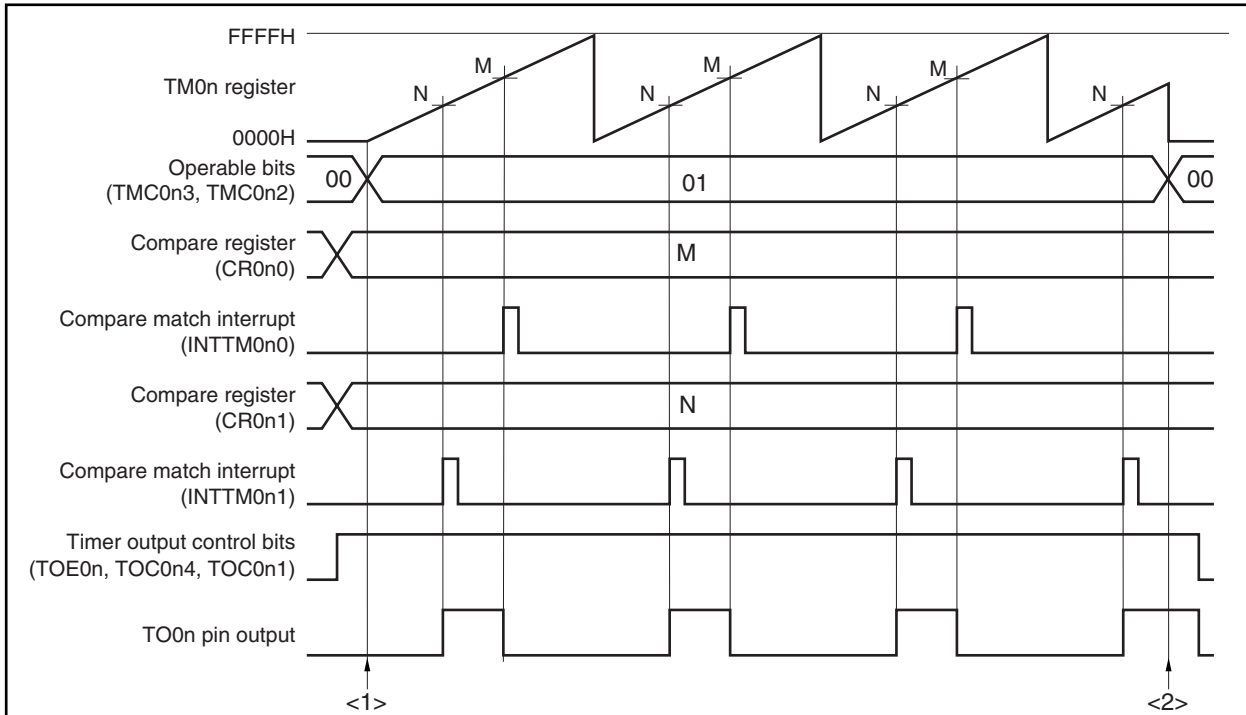 FFFFH
TM0n register
0000H
M
N
M
N
M
N
N
Operable bits
(TMC0n3, TMC0n2)
00
01
00
Compare register
(CR0n0)
M
Compare match interrupt
(INTTM0n0)
Compare register
(CR0n1)
N
Compare match interrupt
(INTTM0n1)
Timer output control bits
(TOE0n, TOC0n4, TOC0n1)
TO0n pin output
<1>
<2>